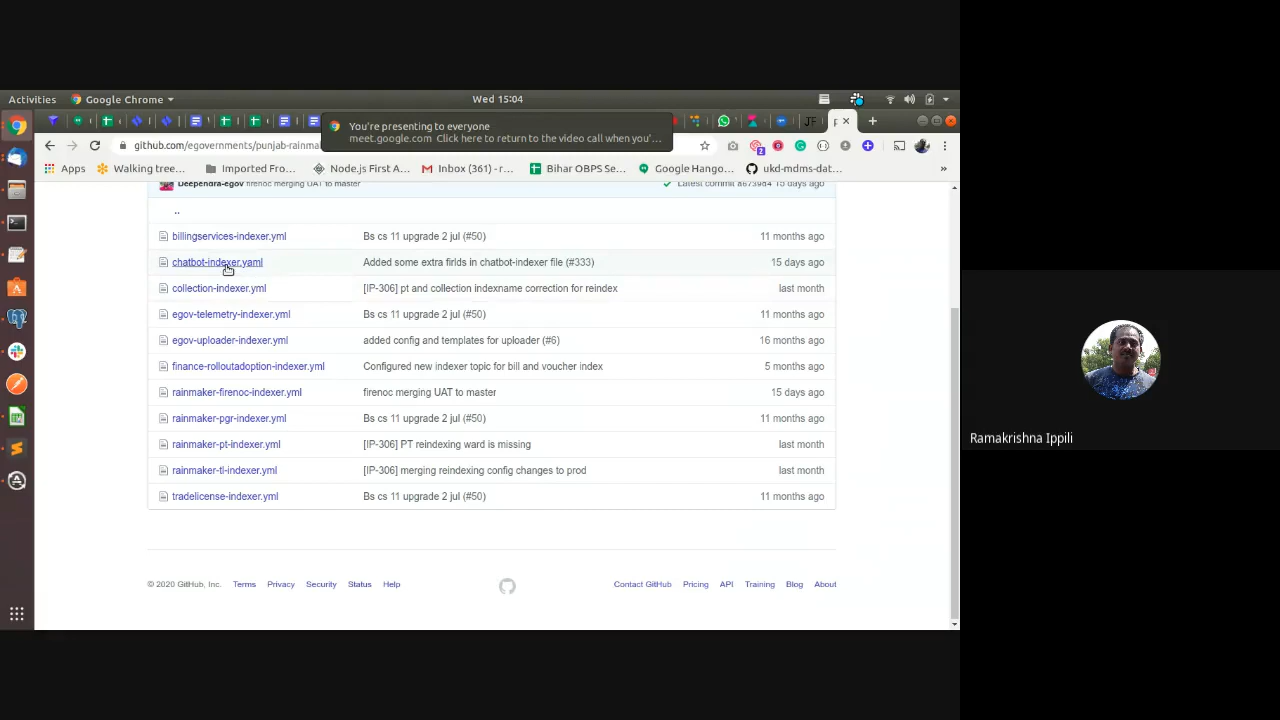 Activities
Google Chrome
Wed 15:04
You're presenting to everyone
meet.google.com Click here to return to the video call when you'...
github.com/egovernments/punjab-rainma
Apps
Walking tree...
Imported Fro...
Node.js First A...
Inbox (361) - r...
Bihar OBPS Se...
Google Hango...
ukd-mdms-dat...
»
Deependra-egov firenoc merging UAT to master
Latest commit a6739d4 15 days ago
..
billingservices-indexer.yml Bs cs 11 upgrade 2 jul (#50) 11 months ago
chatbot-indexer.yaml Added some extra firlds in chatbot-indexer file (#333) 15 days ago
collection-indexer.yml [IP-306] pt and collection indexname correction for reindex last month
egov-telemetry-indexer.yml Bs cs 11 upgrade 2 jul (#50) 11 months ago
egov-uploader-indexer.yml added config and templates for uploader (#6) 16 months ago
finance-rolloutadoption-indexer.yml Configured new indexer topic for bill and voucher index 5 months ago
rainmaker-firenoc-indexer.yml firenoc merging UAT to master 15 days ago
rainmaker-pgr-indexer.yml Bs cs 11 upgrade 2 jul (#50) 11 months ago
rainmaker-pt-indexer.yml [IP-306] PT reindexing ward is missing last month
rainmaker-tl-indexer.yml [IP-306] merging reindexing config changes to prod last month
tradelicense-indexer.yml Bs cs 11 upgrade 2 jul (#50) 11 months ago
© 2020 GitHub, Inc. Terms Privacy Security Status Help Contact GitHub Pricing API Training Blog About
Ramakrishna Ippili